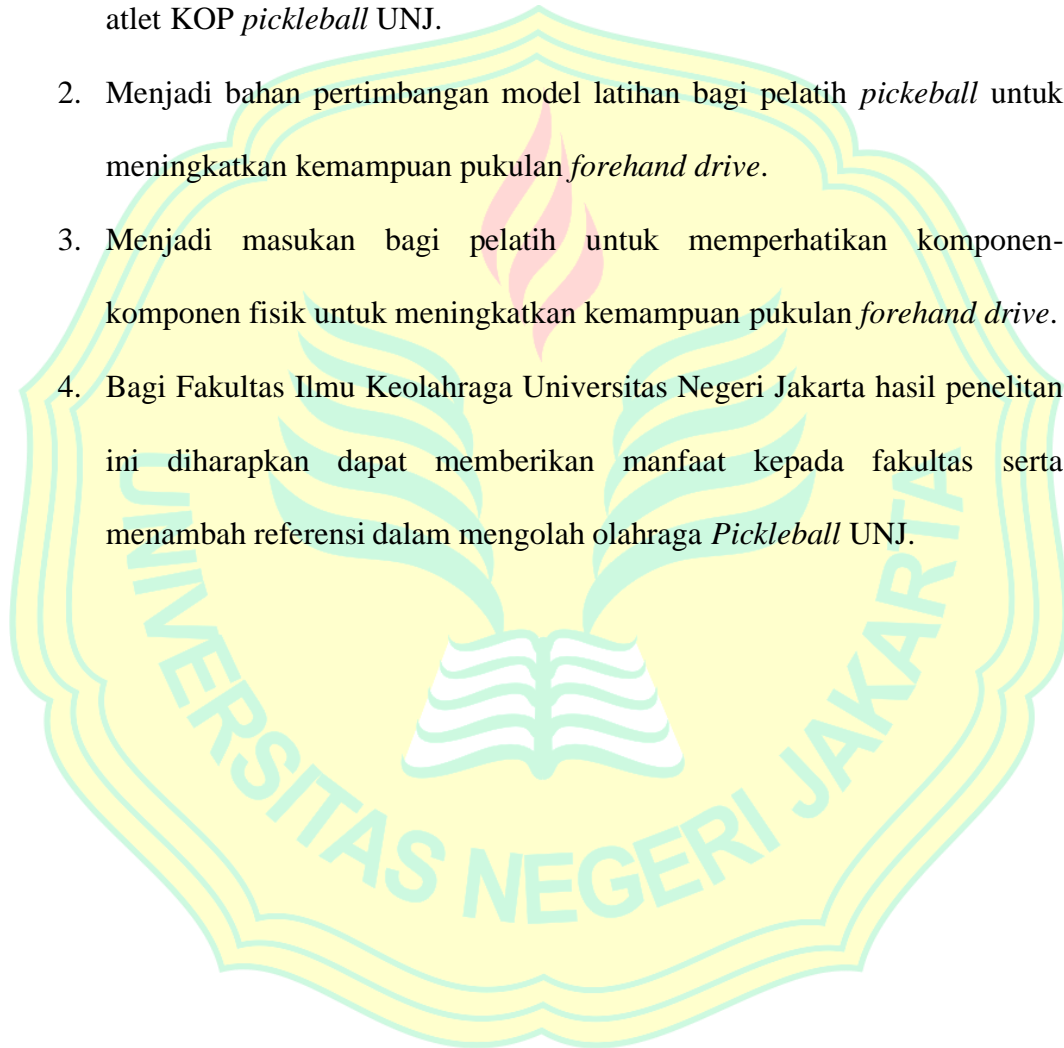 atlet KOP pickleball UNJ.
2. Menjadi bahan pertimbangan model latihan bagi pelatih pickeball untuk
meningkatkan kemampuan pukulan forehand drive.
3. Menjadi masukan bagi pelatih untuk memperhatikan komponen-
komponen fisik untuk meningkatkan kemampuan pukulan forehand drive.
4. Bagi Fakultas Ilmu Keolahraga Universitas Negeri Jakarta hasil penelitan
ini diharapkan dapat memberikan manfaat kepada fakultas serta
menambah referensi dalam mengolah olahraga Pickleball UNJ.
UNIVERSITAS NEGERI JAKARTA